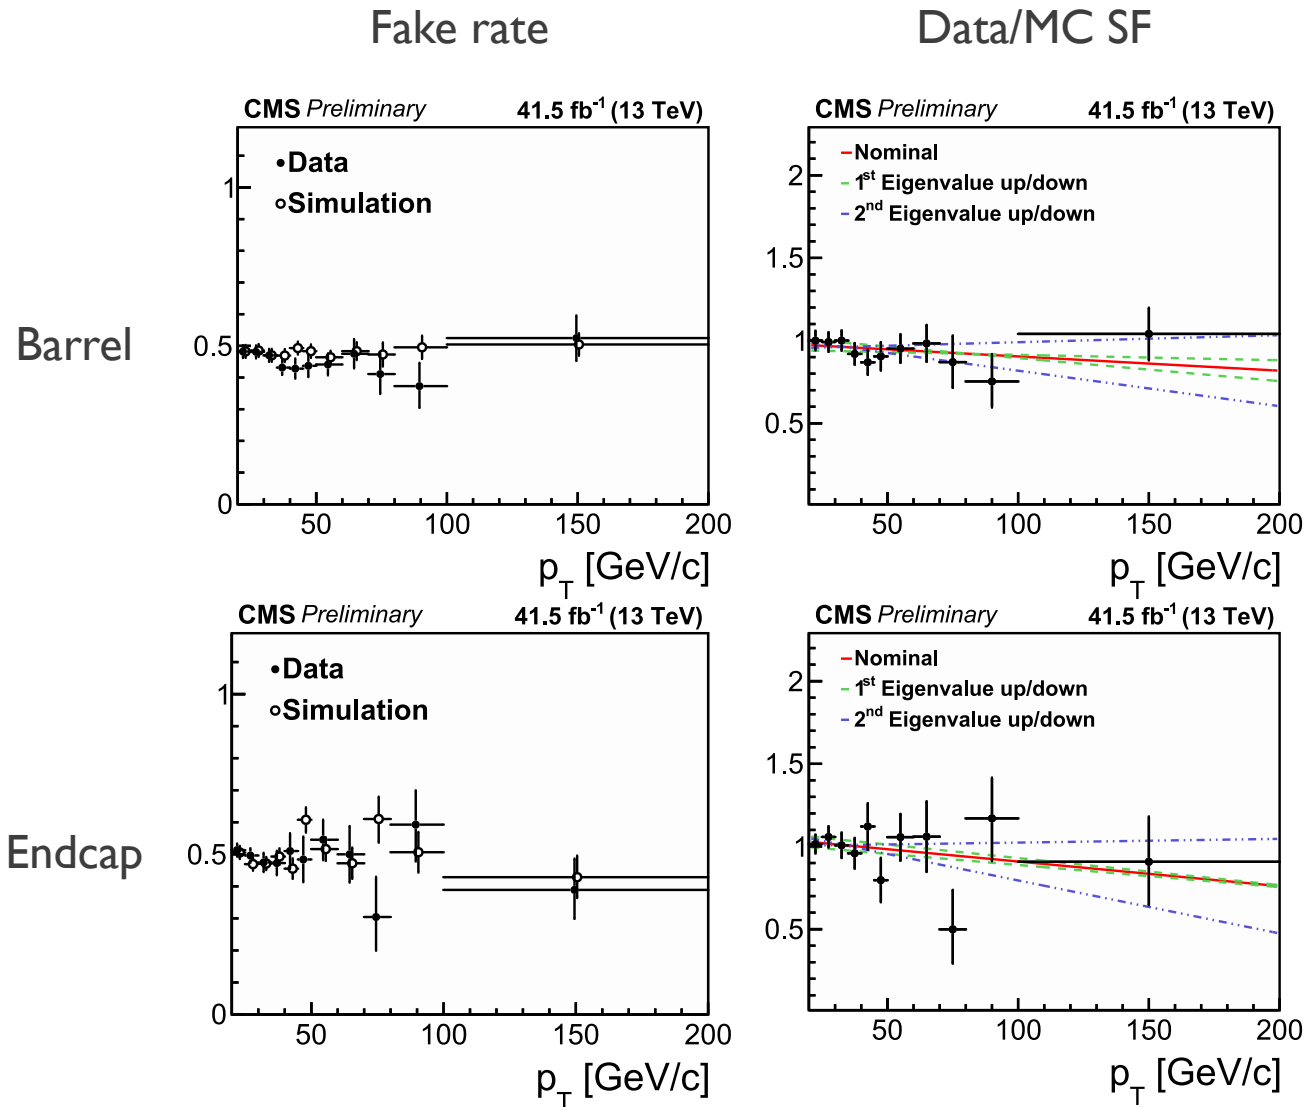 Fake rate
Data/MC SF
Barrel
CMS Preliminary 41.5 fb⁻¹ (13 TeV)
Data
Simulation
1
0.5
0
50 100 150 200
p_T [GeV/c]
CMS Preliminary 41.5 fb⁻¹ (13 TeV)
Nominal
1st Eigenvalue up/down
2nd Eigenvalue up/down
2
1.5
1
0.5
50 100 150 200
p_T [GeV/c]
Endcap
CMS Preliminary 41.5 fb⁻¹ (13 TeV)
Data
Simulation
1
0.5
0
50 100 150 200
p_T [GeV/c]
CMS Preliminary 41.5 fb⁻¹ (13 TeV)
Nominal
1st Eigenvalue up/down
2nd Eigenvalue up/down
2
1.5
1
0.5
50 100 150 200
p_T [GeV/c]